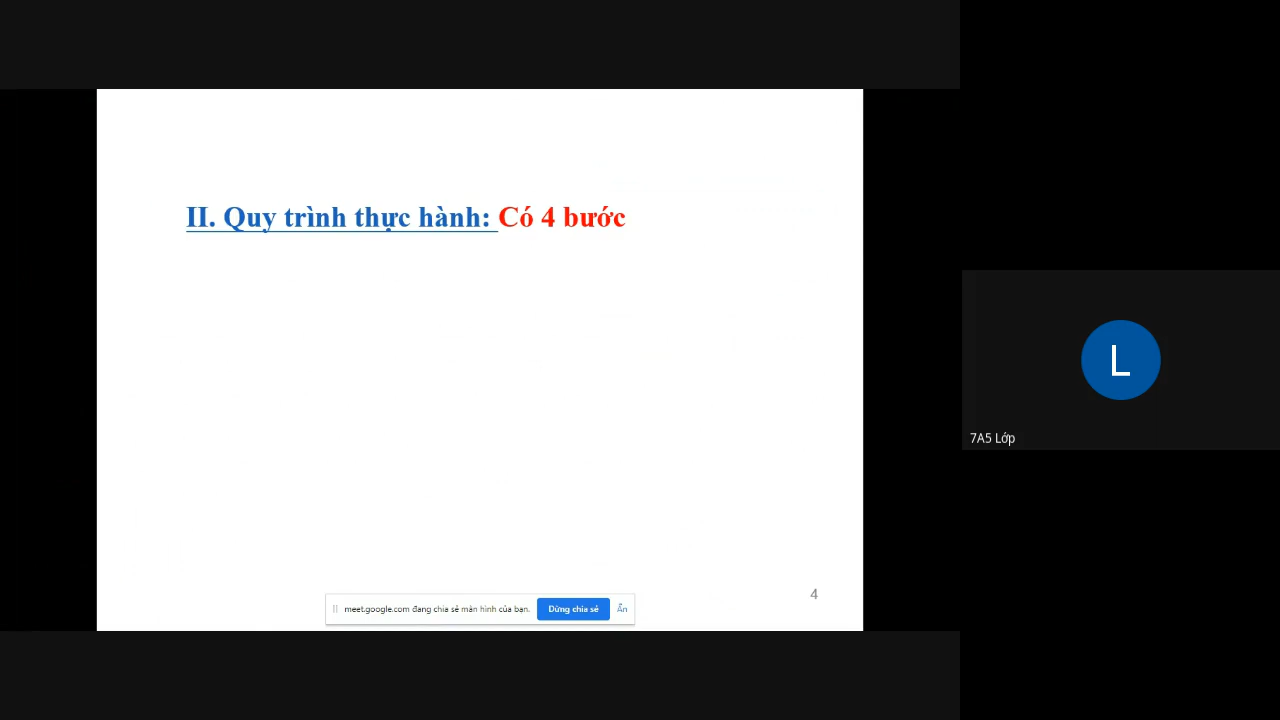 II. Quy trình thực hành: Có 4 bước
L
7A5 Lớp
4
meet.google.com đang chia sẻ màn hình của bạn. Dừng chia sẻ Ẩn